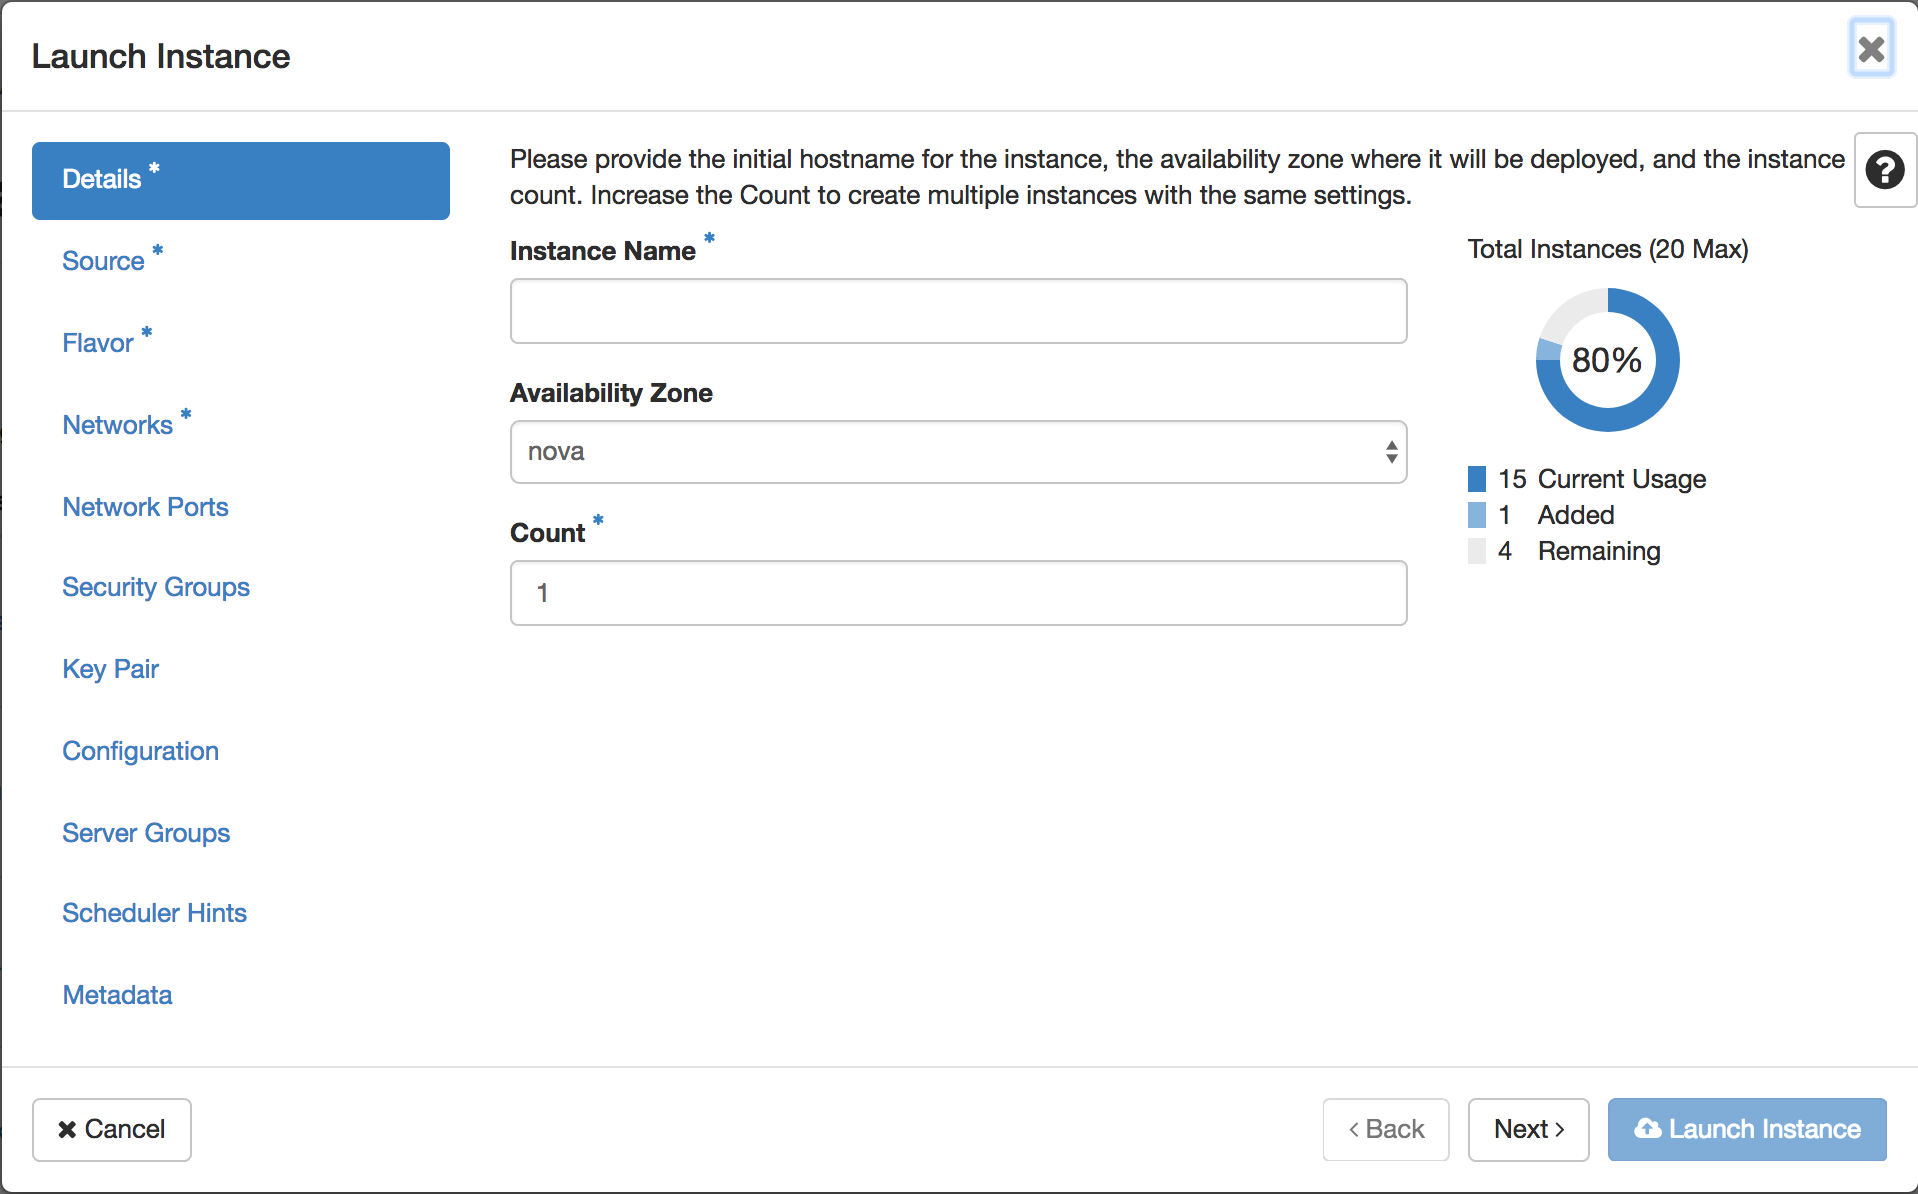 Launch Instance
Details *
Source *
Flavor *
Networks *
Network Ports
Security Groups
Key Pair
Configuration
Server Groups
Scheduler Hints
Metadata
Please provide the initial hostname for the instance, the availability zone where it will be deployed, and the instance
count. Increase the Count to create multiple instances with the same settings.
Instance Name *
Availability Zone
nova
Count *
1
Total Instances (20 Max)
80%
15 Current Usage
1 Added
4 Remaining
Cancel
‹ Back
Next ›
Launch Instance